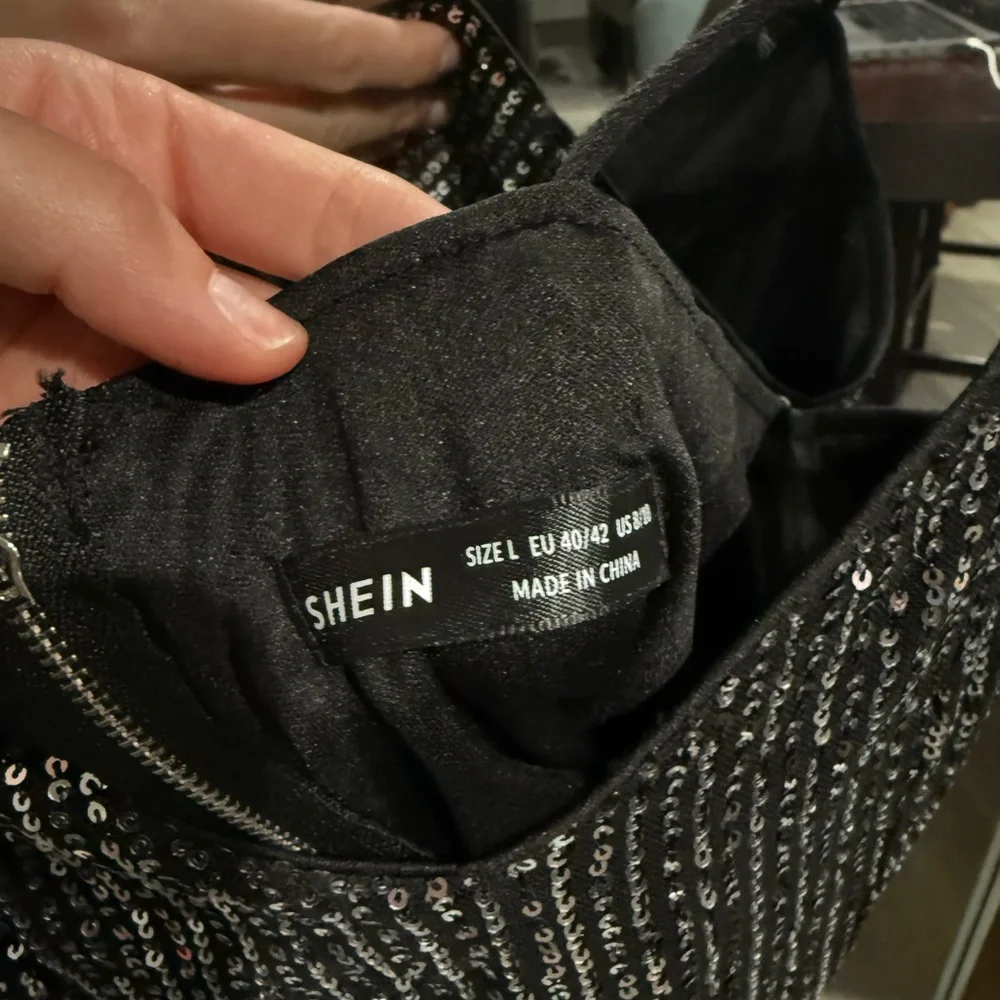 SHEIN
SIZE L EU 40/42 US 8/10
MADE IN CHINA